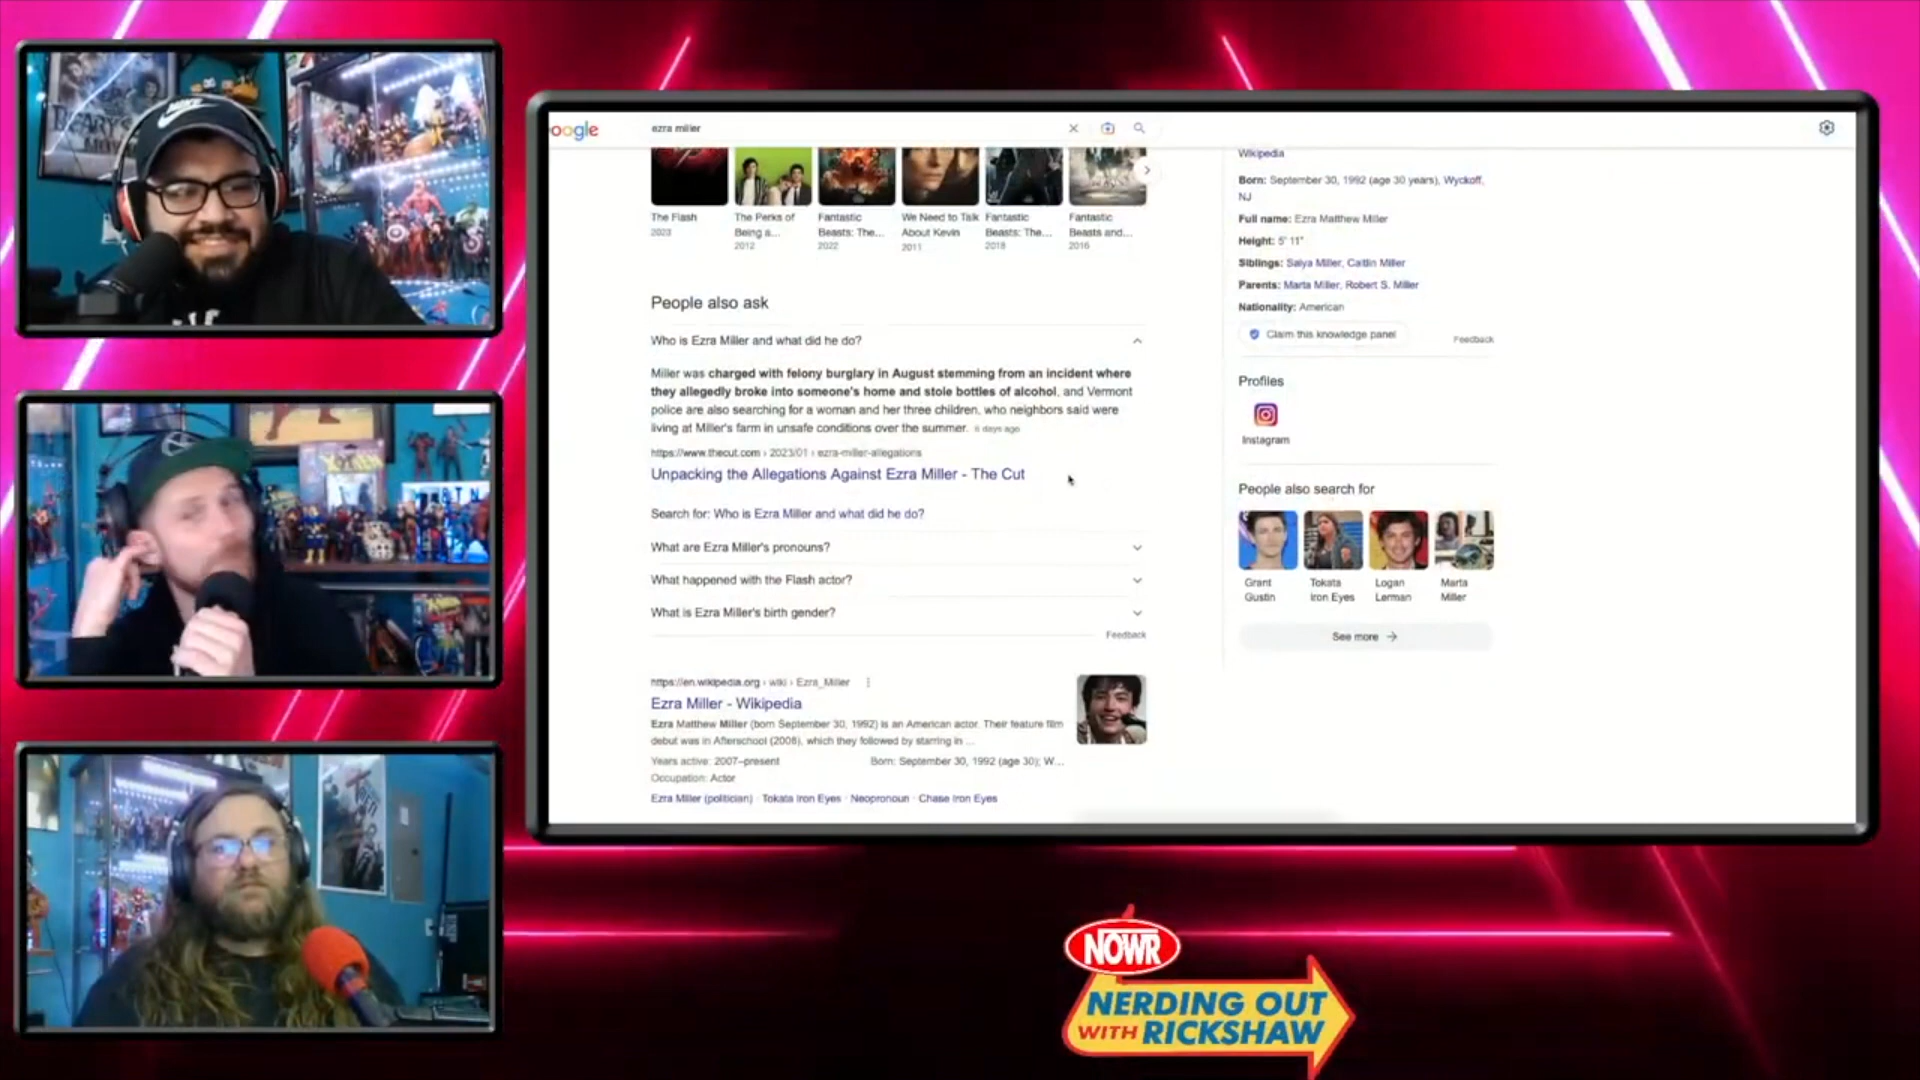 oogle
ezra miller
The Flash
2023
The Perks of
Being a...
2012
Fantastic
Beasts: The...
2022
We Need to Talk
About Kevin
2011
Fantastic
Beasts: The...
2018
Fantastic
Beasts and...
2016
People also ask
Who is Ezra Miller and what did he do?
Miller was charged with felony burglary in August stemming from an incident where
they allegedly broke into someone's home and stole bottles of alcohol, and Vermont
police are also searching for a woman and her three children, who neighbors said were
living at Miller's farm in unsafe conditions over the summer. 6 days ago
https://www.thecut.com › 2023/01 › ezra-miller-allegations
Unpacking the Allegations Against Ezra Miller - The Cut
Search for: Who is Ezra Miller and what did he do?
What are Ezra Miller's pronouns?
What happened with the Flash actor?
What is Ezra Miller's birth gender?
Feedback
https://en.wikipedia.org › wiki › Ezra_Miller
Ezra Miller - Wikipedia
Ezra Matthew Miller (born September 30, 1992) is an American actor. Their feature film
debut was in Afterschool (2008), which they followed by starring in ...
Years active: 2007–present
Born: September 30, 1992 (age 30); W...
Occupation: Actor
Ezra Miller (politician) · Tokata Iron Eyes · Neopronoun · Chase Iron Eyes
Wikipedia
Born: September 30, 1992 (age 30 years), Wyckoff,
NJ
Full name: Ezra Matthew Miller
Height: 5′ 11″
Siblings: Saiya Miller, Caitlin Miller
Parents: Marta Miller, Robert S. Miller
Nationality: American
Claim this knowledge panel
Feedback
Profiles
Instagram
People also search for
Grant
Gustin
Tokata
Iron Eyes
Logan
Lerman
Marta
Miller
See more →
NOWR
NERDING OUT
WITH RICKSHAW